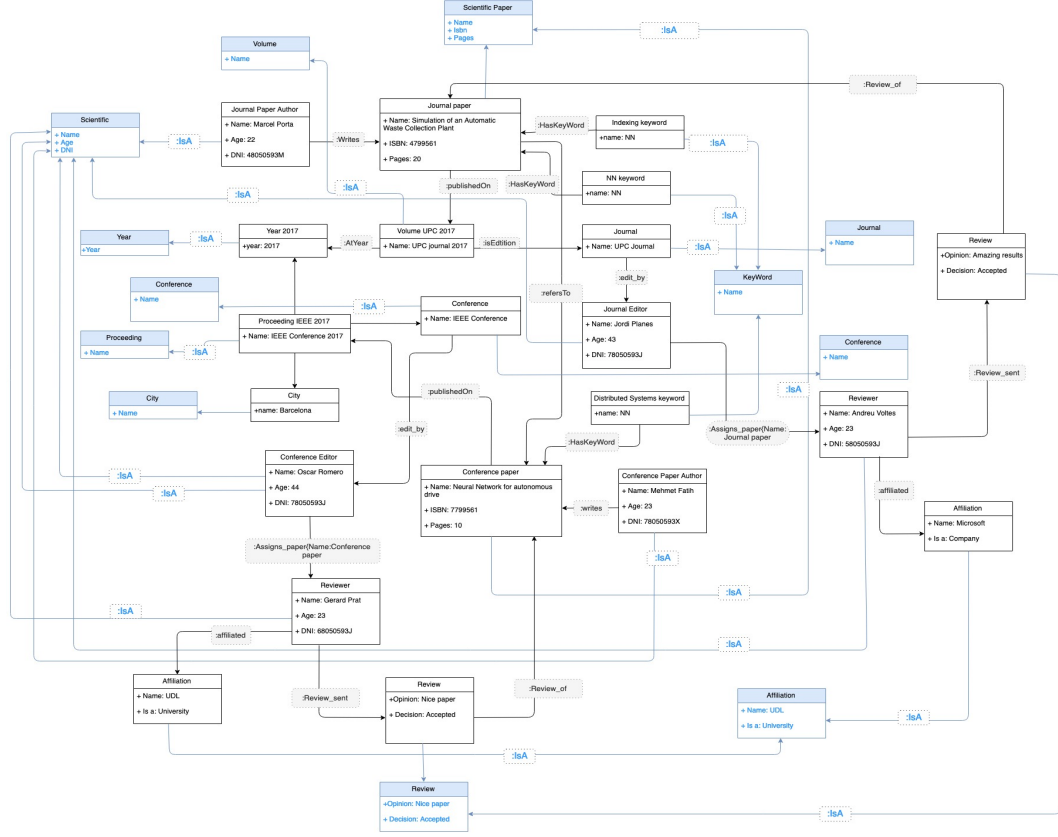 Scientific Paper
+ Name
+ Isbn
+ Pages
:IsA
Volume
+ Name
:Review_of
Journal Paper Author
+ Name: Marcel Porta
+ Age: 22
+ DNI: 48050593M
Journal paper
+ Name: Simulation of an Automatic
Waste Collection Plant
+ ISBN: 4799561
+ Pages: 20
Scientific
+ Name
+ Age
+ DNI
:IsA
:Writes
:HasKeyWord
Indexing keyword
+ name: NN
:IsA
:IsA
:IsA
:publishedOn
:HasKeyWord
NN keyword
+name: NN
:IsA
Year
+Year
:IsA
Year 2017
+year: 2017
:AtYear
Volume UPC 2017
+ Name: UPC journal 2017
:isEdtition
Journal
+ Name: UPC Journal
:IsA
Journal
+ Name
Review
+Opinion: Amazing results
+ Decision: Accepted
Conference
+ Name
:IsA
Conference
+ Name: IEEE Conference
:refersTo
:edit_by
KeyWord
+ Name
Proceeding
+ Name
:IsA
Proceeding IEEE 2017
+ Name: IEEE Conference 2017
Journal Editor
+ Name: Jordi Planes
+ Age: 43
+ DNI: 78050593J
Conference
+ Name
:Review_sent
City
+ Name
City
+name: Barcelona
:publishedOn
:IsA
Distributed Systems keyword
+name: NN
Reviewer
+ Name: Andreu Voltes
+ Age: 23
+ DNI: 58050593J
:edit_by
:HasKeyWord
:Assigns_paper{Name:
Journal paper
Conference Editor
+ Name: Oscar Romero
+ Age: 44
+ DNI: 78050593J
:IsA
:IsA
Conference paper
+ Name: Neural Network for autonomous
drive
+ ISBN: 7799561
+ Pages: 10
:writes
Conference Paper Author
+ Name: Mehmet Fatih
+ Age: 23
+ DNI: 78050593X
:affiliated
Affiliation
+ Name: Microsoft
+ Is a: Company
:Assigns_paper{Name:Conference
paper
:IsA
Reviewer
+ Name: Gerard Prat
+ Age: 23
+ DNI: 68050593J
:IsA
:IsA
:affiliated
:IsA
Affiliation
+ Name: UDL
+ Is a: University
:Review_sent
Review
+Opinion: Nice paper
+ Decision: Accepted
:Review_of
Affiliation
+ Name: UDL
+ Is a: University
:IsA
:IsA
Review
+Opinion: Nice paper
+ Decision: Accepted
:IsA